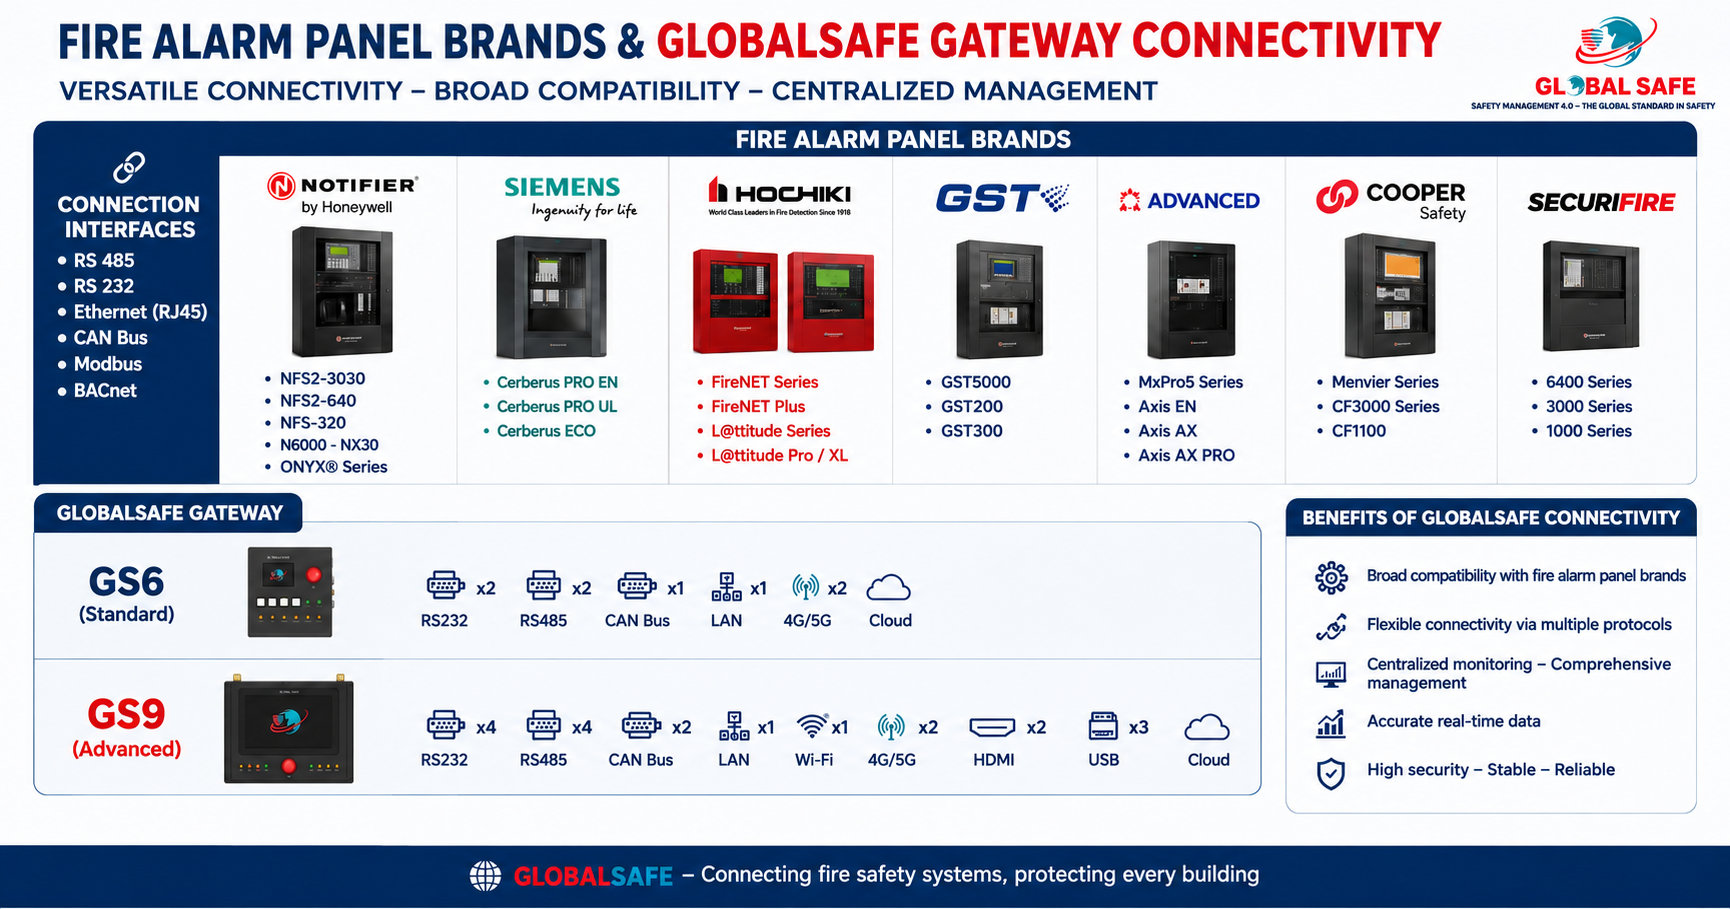 FIRE ALARM PANEL BRANDS & GLOBALSAFE GATEWAY CONNECTIVITY
VERSATILE CONNECTIVITY – BROAD COMPATIBILITY – CENTRALIZED MANAGEMENT
GLOBAL SAFE
SAFETY MANAGEMENT 4.0 – THE GLOBAL STANDARD IN SAFETY
FIRE ALARM PANEL BRANDS
CONNECTION
INTERFACES
• RS 485
• RS 232
• Ethernet (RJ45)
• CAN Bus
• Modbus
• BACnet
NOTIFIER®
by Honeywell
• NFS2-3030
• NFS2-640
• NFS-320
• N6000 - NX30
• ONYX® Series
SIEMENS
Ingenuity for life
• Cerberus PRO EN
• Cerberus PRO UL
• Cerberus ECO
HOCHIKI
World Class Leaders in Fire Detection Since 1918
• FireNET Series
• FireNET Plus
• L@ttitude Series
• L@ttitude Pro / XL
GST
• GST5000
• GST200
• GST300
ADVANCED
• MxPro5 Series
• Axis EN
• Axis AX
• Axis AX PRO
COOPER
Safety
• Menvier Series
• CF3000 Series
• CF1100
SECURIFIRE
• 6400 Series
• 3000 Series
• 1000 Series
GLOBALSAFE GATEWAY
GS6
(Standard)
x2 x2 x1 x1 x2
RS232 RS485 CAN Bus LAN 4G/5G Cloud
GS9
(Advanced)
x4 x4 x2 x1 x1 x2 x2 x3
RS232 RS485 CAN Bus LAN Wi-Fi 4G/5G HDMI USB Cloud
BENEFITS OF GLOBALSAFE CONNECTIVITY
Broad compatibility with fire alarm panel brands
Flexible connectivity via multiple protocols
Centralized monitoring – Comprehensive
management
Accurate real-time data
High security – Stable – Reliable
GLOBALSAFE – Connecting fire safety systems, protecting every building